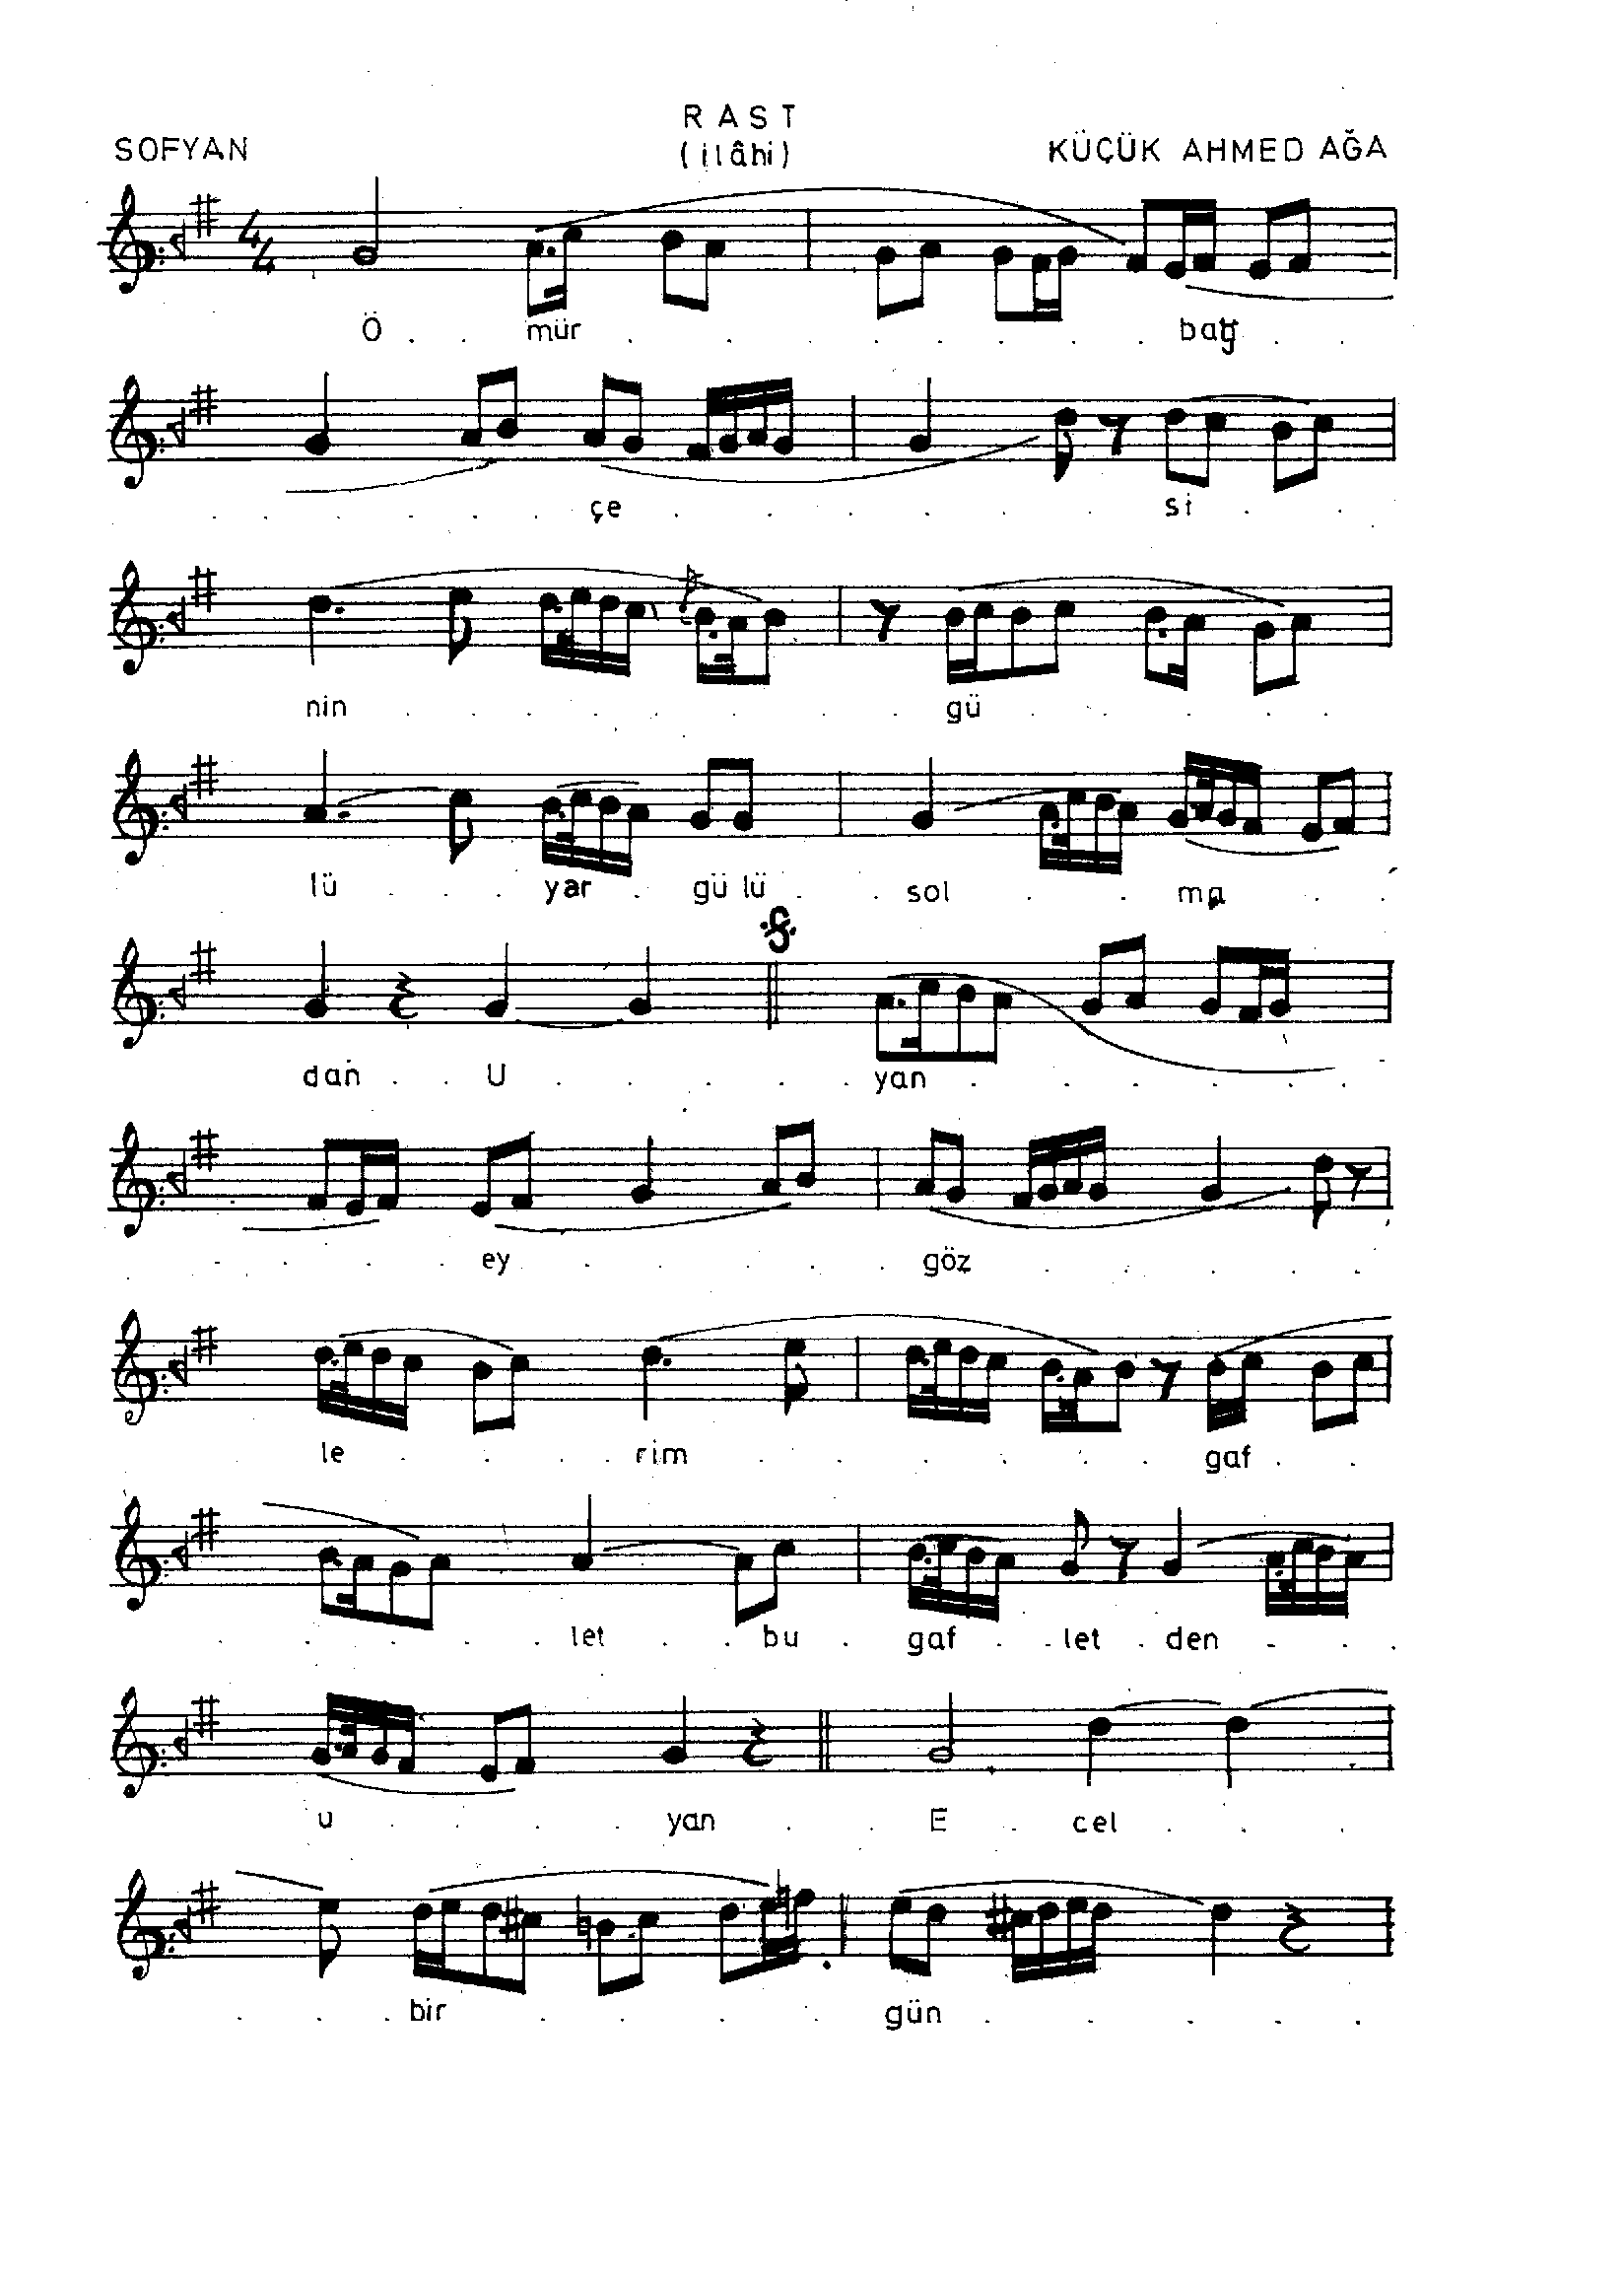 RAST
SOFYAN (ilâhi) KÜÇÜK AHMED AĞA
4/4
Ö . . mür . . . . . . . bağ . .
. . . . . çe . . . . . si . .
nin . . . . . . . gü . . . . .
lü . . . yar . gü lü . . sol . . ma . .
dan . . U . . . . yan . . . . . .
. . . . . ey . . . . . göz . . . . .
le . . . . rim . . . . . . . gaf . .
. . . . . let . . bu . gaf . . let . den . . .
u . . . . yan . . E . cel . . .
. . . bir . . . . . gün . . . . .